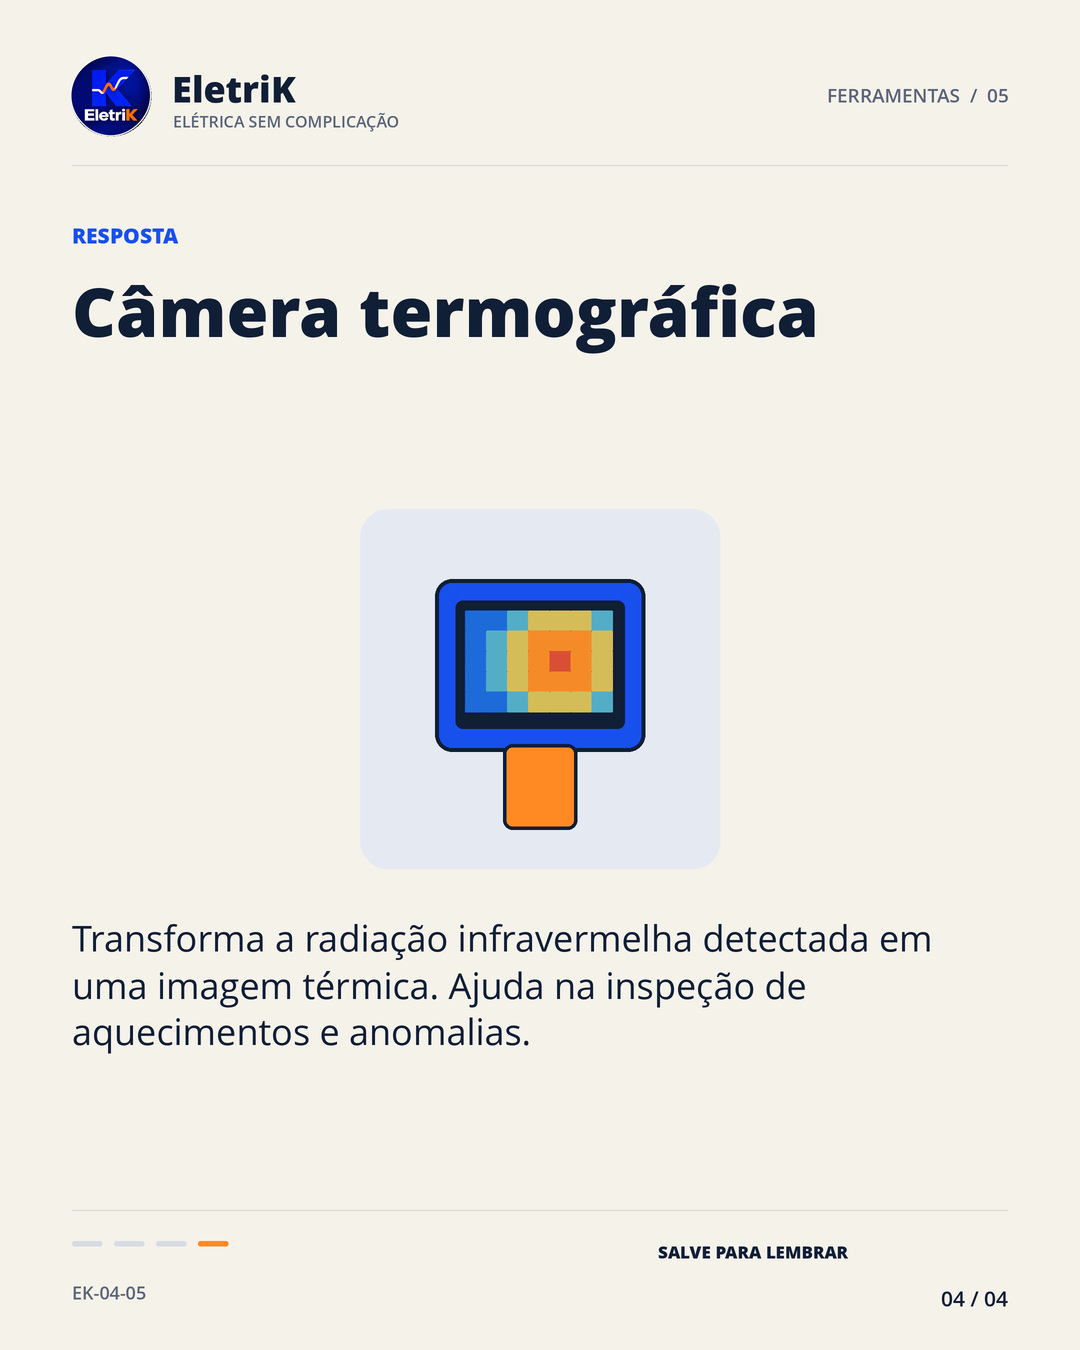 EletriK
EletriK
ELÉTRICA SEM COMPLICAÇÃO
FERRAMENTAS / 05
RESPOSTA
Câmera termográfica
Transforma a radiação infravermelha detectada em
uma imagem térmica. Ajuda na inspeção de
aquecimentos e anomalias.
SALVE PARA LEMBRAR
EK-04-05
04 / 04